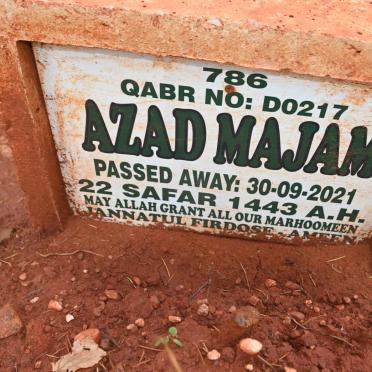 786
QABR NO: D0217
AZAD MAJAM
PASSED AWAY: 30-09-2021
22 SAFAR 1443 A.H.
MAY ALLAH GRANT ALL OUR MARHOOMEEN
JANNATUL FIRDOSE, AMEEN